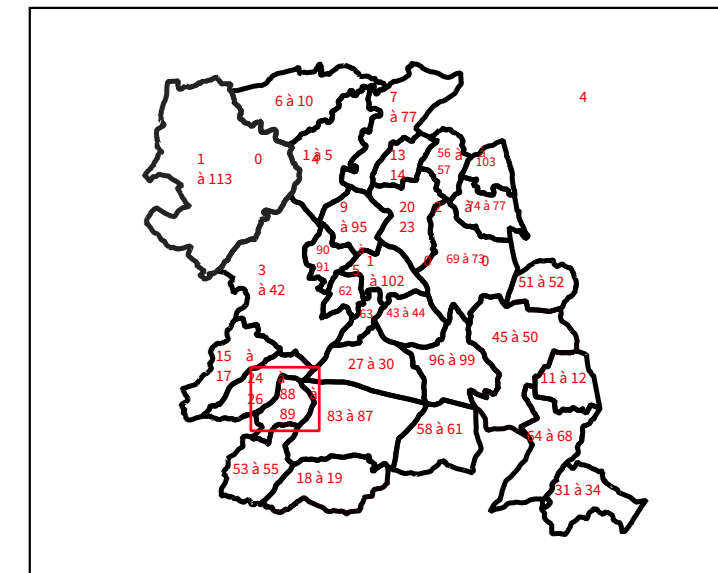 6 à 10
7
à 77
4
1 0
à 113
1 à 5
4
13
14
56 à
57
à
103
9
à 95
20
23
2
à
74 à 77
90
91
à
5
1
à 102
0
69 à 73
0
3
à 42
62
51 à 52
63
43 à 44
45 à 50
15 à
17
27 à 30
96 à 99
24 à
26
88 à
89
11 à 12
83 à 87
58 à 61
64 à 68
53 à 55
18 à 19
31 à 34